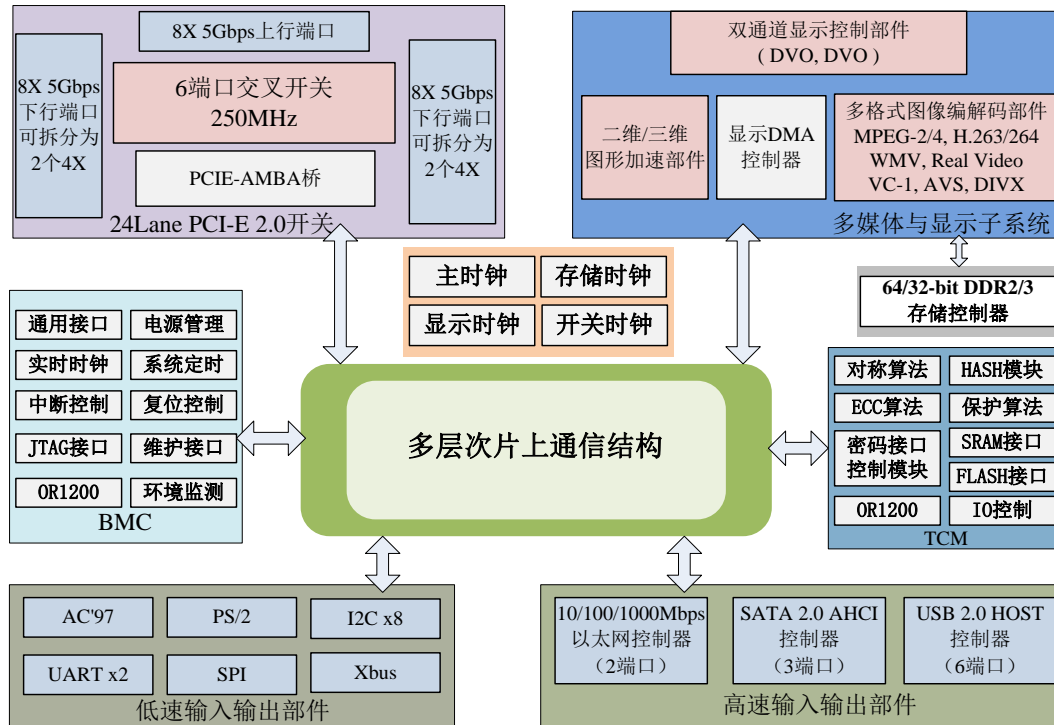 8X 5Gbps上行端口
8X 5Gbps
下行端口
可拆分为
2个4X
6端口交叉开关
250MHz
PCIE-AMBA桥
8X 5Gbps
下行端口
可拆分为
2个4X
24Lane PCI-E 2.0开关
双通道显示控制部件
( DVO, DVO )
二维/三维
图形加速部件
显示DMA
控制器
多格式图像编解码部件
MPEG-2/4, H.263/264
WMV, Real Video
VC-1, AVS, DIVX
多媒体与显示子系统
主时钟
存储时钟
显示时钟
开关时钟
64/32-bit DDR2/3
存储控制器
通用接口
电源管理
实时时钟
系统定时
中断控制
复位控制
JTAG接口
维护接口
OR1200
环境监测
BMC
多层次片上通信结构
对称算法
HASH模块
ECC算法
保护算法
密码接口
控制模块
SRAM接口
FLASH接口
OR1200
IO控制
TCM
AC'97
PS/2
I2C x8
UART x2
SPI
Xbus
低速输入输出部件
10/100/1000Mbps
以太网控制器
（2端口）
SATA 2.0 AHCI
控制器
（3端口）
USB 2.0 HOST
控制器
（6端口）
高速输入输出部件